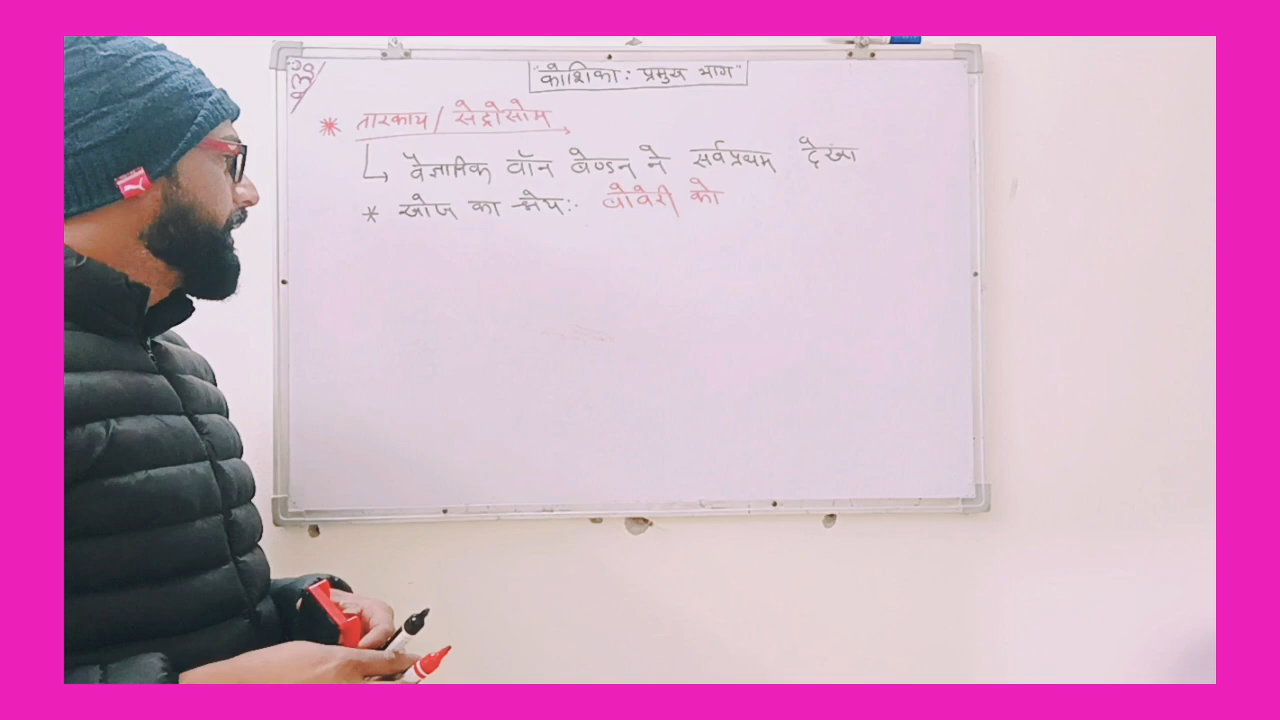 "कोशिका: प्रमुख भाग"
* तारकाय/ सेंट्रोसोम
वैज्ञानिक वॉन बेण्डन ने सर्वप्रथम देखा
* खोज का श्रेय:- बोवेरी को